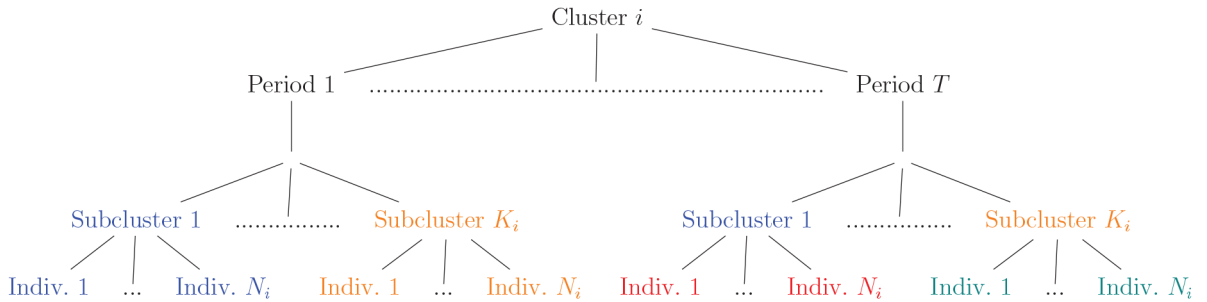 Cluster i
Period 1 ........ Period T
Subcluster 1 ........ Subcluster K_i Subcluster 1 ........ Subcluster K_i
Indiv. 1 ... Indiv. N_i Indiv. 1 ... Indiv. N_i Indiv. 1 ... Indiv. N_i Indiv. 1 ... Indiv. N_i